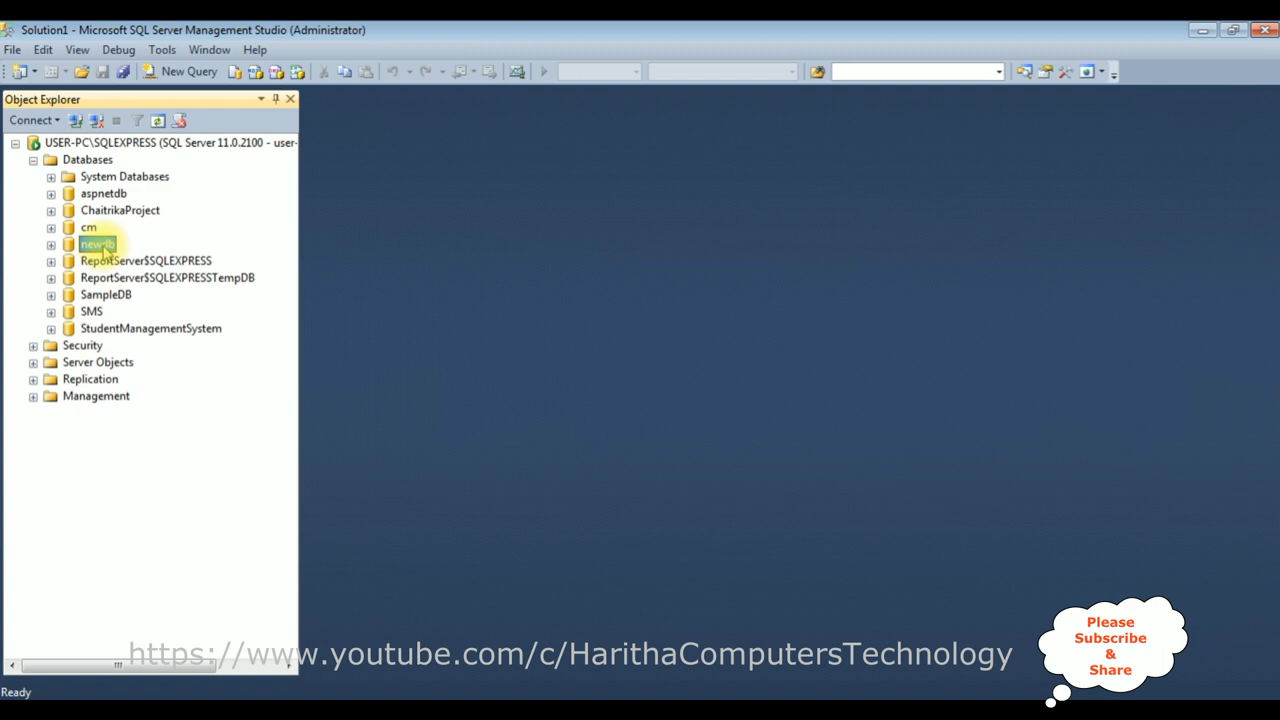 Solution1 - Microsoft SQL Server Management Studio (Administrator)
File Edit View Debug Tools Window Help
New Query
Object Explorer
Connect
USER-PC\SQLEXPRESS (SQL Server 11.0.2100 - user-
Databases
System Databases
aspnetdb
ChaitrikaProject
cm
newdb
ReportServer$SQLEXPRESS
ReportServer$SQLEXPRESSTempDB
SampleDB
SMS
StudentManagementSystem
Security
Server Objects
Replication
Management
https://www.youtube.com/c/HarithaComputersTechnology
Please
Subscribe
&
Share
Ready